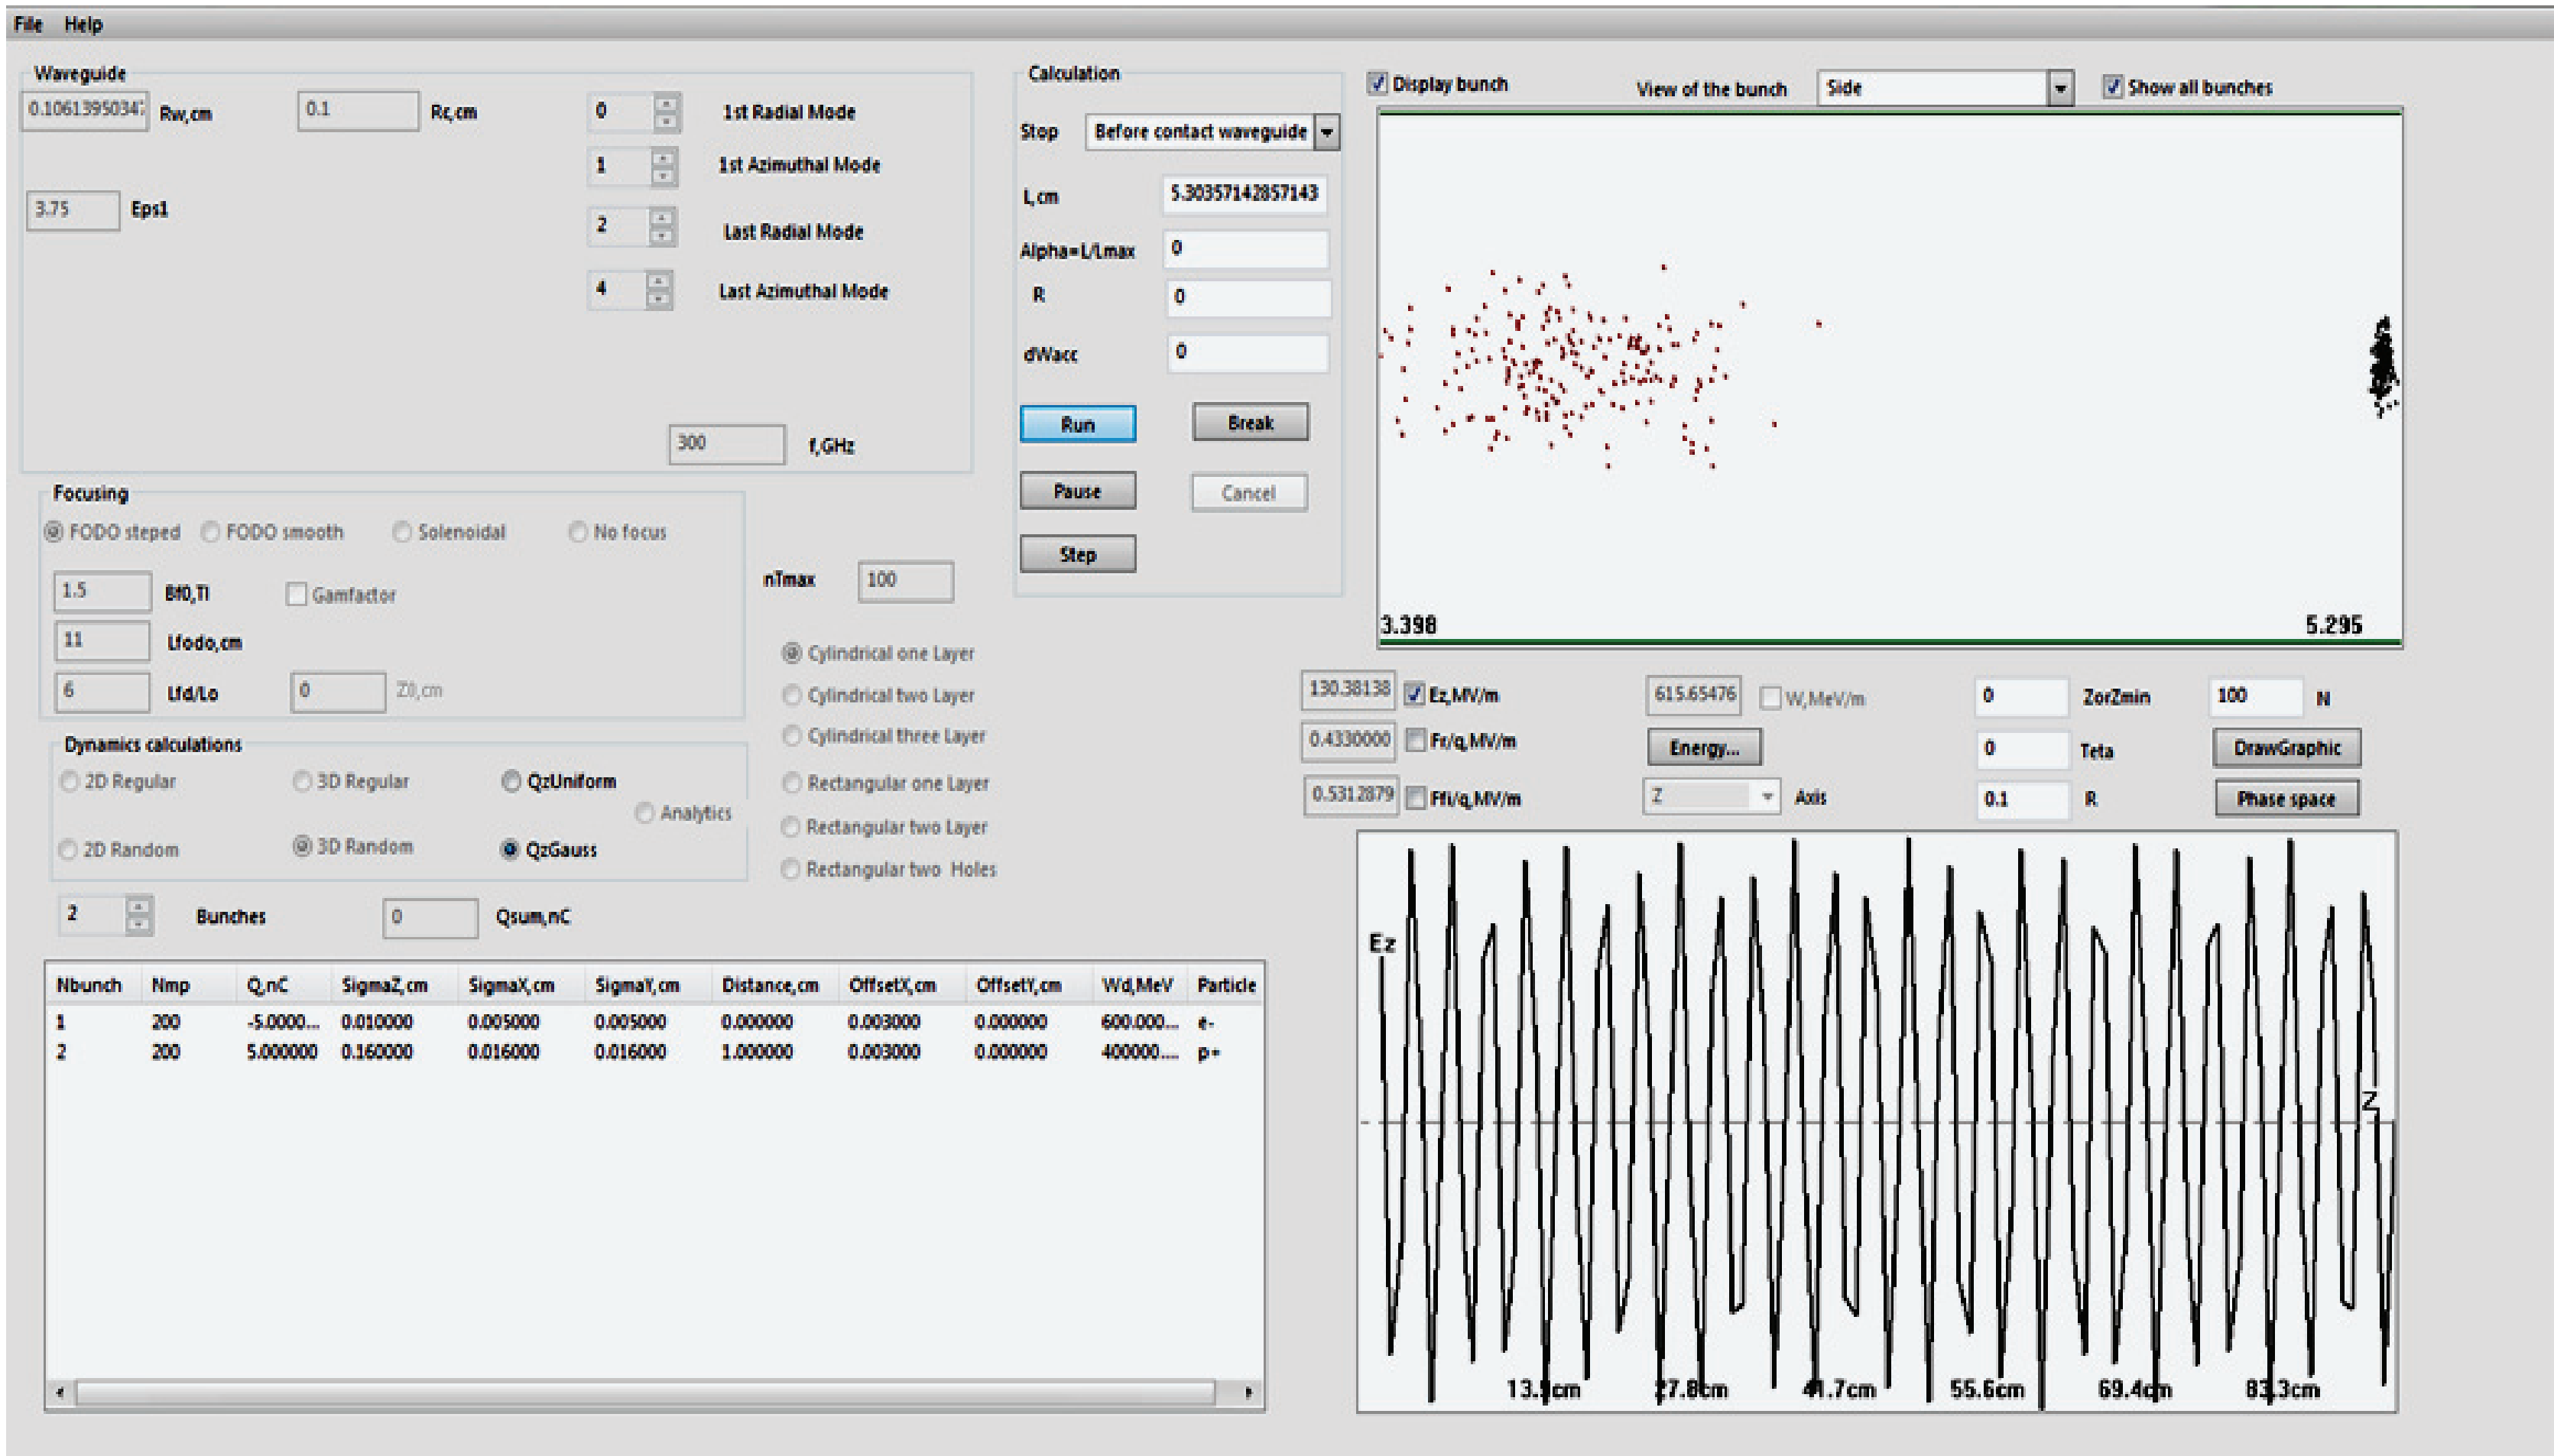 File Help
Waveguide
0.1061395034 Rw,cm 0.1 Rc,cm 0 1st Radial Mode
1 1st Azimuthal Mode
3.75 Eps1
2 Last Radial Mode
4 Last Azimuthal Mode
300 f,GHz
Focusing
FODO steped FODO smooth Solenoidal No focus
1.5 Bf0,Tl Gamfactor
11 Lfodo,cm
6 Lfd/Lo 0 Z0,cm
nTmax 100
Dynamics calculations
2D Regular 3D Regular QzUniform
Analytics
2D Random 3D Random QzGauss
Cylindrical one Layer
Cylindrical two Layer
Cylindrical three Layer
Rectangular one Layer
Rectangular two Layer
Rectangular two Holes
2 Bunches 0 Qsum,nC
Nbunch Nmp Q,nC SigmaZ,cm SigmaX,cm SigmaY,cm Distance,cm OffsetX,cm OffsetY,cm Wd,MeV Particle
1 200 -5.0000... 0.010000 0.005000 0.005000 0.000000 0.003000 0.000000 600.000... e-
2 200 5.000000 0.160000 0.016000 0.016000 1.000000 0.003000 0.000000 400000.... p+
Calculation
Stop Before contact waveguide
L,cm 5.30357142857143
Alpha=L/Lmax 0
R 0
dWacc 0
Run Break
Pause Cancel
Step
Display bunch View of the bunch Side Show all bunches
3.398 5.295
130.38138 Ez,MV/m 615.65476 W,MeV/m 0 ZorZmin 100 N
0.4330000 Fr/q,MV/m Energy... 0 Teta DrawGraphic
0.5312879 Ffi/q,MV/m Z Axis 0.1 R Phase space
Ez
Z
13.9cm 27.8cm 41.7cm 55.6cm 69.4cm 83.3cm